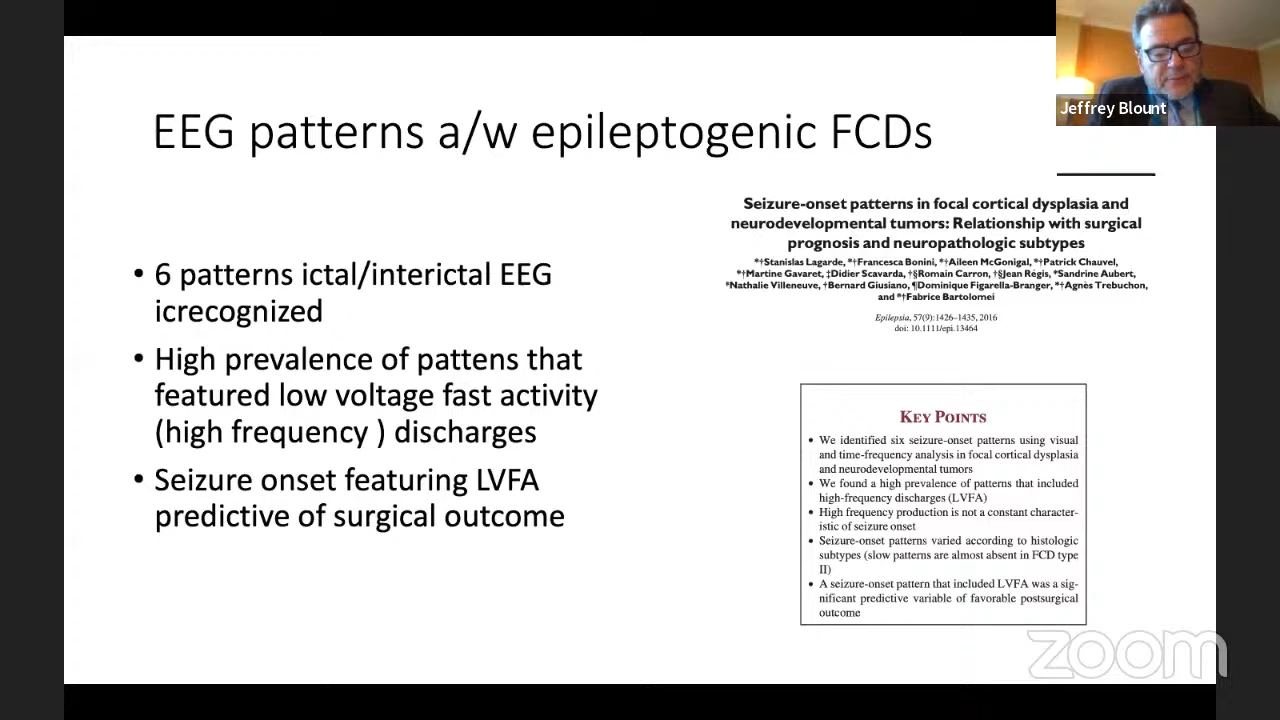 Jeffrey Blount
EEG patterns a/w epileptogenic FCDs
• 6 patterns ictal/interictal EEG
icrecognized
• High prevalence of pattens that
featured low voltage fast activity
(high frequency ) discharges
• Seizure onset featuring LVFA
predictive of surgical outcome
Seizure-onset patterns in focal cortical dysplasia and
neurodevelopmental tumors: Relationship with surgical
prognosis and neuropathologic subtypes
*†Stanislas Lagarde, *†Francesca Bonini, *†Aileen McGonigal, *†Patrick Chauvel,
*†Martine Gavaret, ‡Didier Scavarda, †§Romain Carron, †§Jean Régis, *Sandrine Aubert,
*Nathalie Villeneuve, †Bernard Giusiano, ¶Dominique Figarella-Branger, *†Agnès Trebuchon,
and *†Fabrice Bartolomei
Epilepsia, 57(9):1426–1435, 2016
doi: 10.1111/epi.13464
KEY POINTS
• We identified six seizure-onset patterns using visual
and time-frequency analysis in focal cortical dysplasia
and neurodevelopmental tumors
• We found a high prevalence of patterns that included
high-frequency discharges (LVFA)
• High frequency production is not a constant character-
istic of seizure onset
• Seizure-onset patterns varied according to histologic
subtypes (slow patterns are almost absent in FCD type
II)
• A seizure-onset pattern that included LVFA was a sig-
nificant predictive variable of favorable postsurgical
outcome
zoom